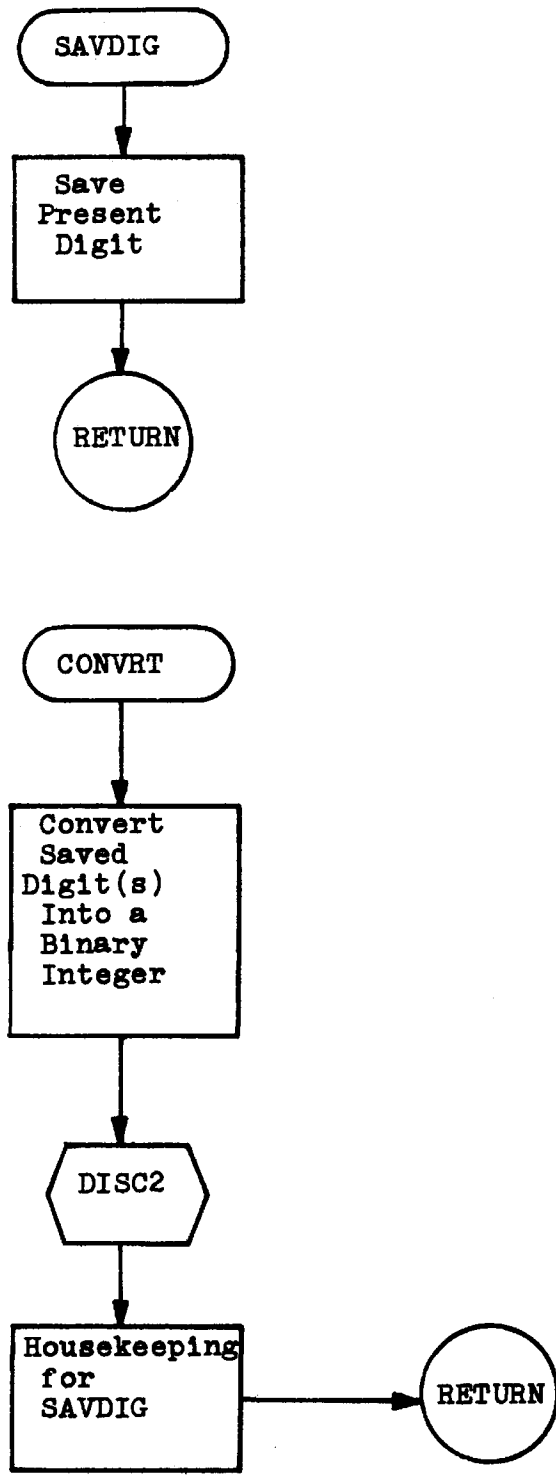 SAVDIG
Save
Present
Digit
RETURN
CONVRT
Convert
Saved
Digit(s)
Into a
Binary
Integer
DISC2
Housekeeping
for
SAVDIG
RETURN